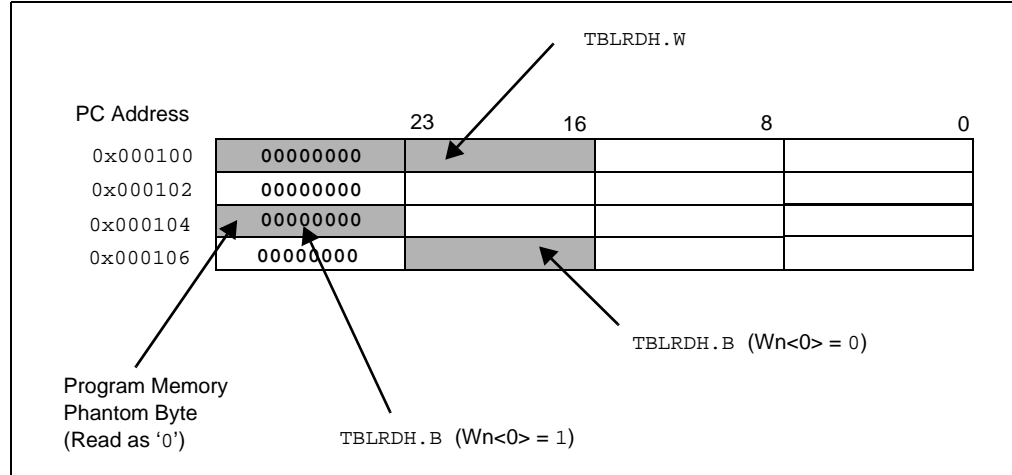 TBLRDH.W
PC Address
23 16 8 0
0x000100 00000000
0x000102 00000000
0x000104 00000000
0x000106 00000000
TBLRDH.B (Wn<0> = 0)
Program Memory
Phantom Byte
(Read as ‘0’)
TBLRDH.B (Wn<0> = 1)